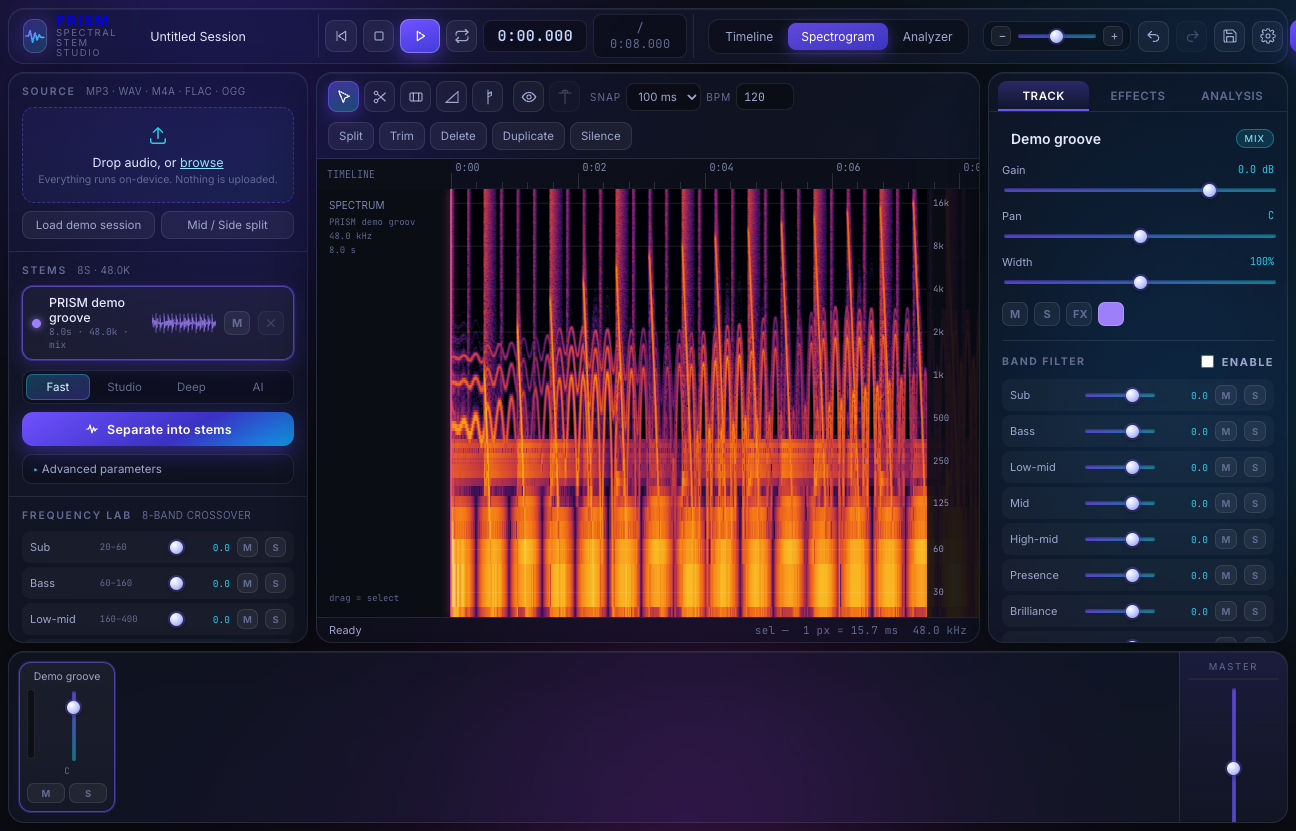 PRISM
SPECTRAL
STEM
STUDIO
Untitled Session
0:00.000
/
0:08.000
Timeline
Spectrogram
Analyzer
SOURCE MP3 · WAV · M4A · FLAC · OGG
Drop audio, or browse
Everything runs on-device. Nothing is uploaded.
Load demo session
Mid / Side split
STEMS 8S · 48.0K
PRISM demo
groove
8.0s · 48.0k ·
mix
M
Fast
Studio
Deep
AI
Separate into stems
Advanced parameters
FREQUENCY LAB 8-BAND CROSSOVER
Sub 20–60 0.0 M S
Bass 60–160 0.0 M S
Low-mid 160–400 0.0 M S
SNAP 100 ms BPM 120
Split
Trim
Delete
Duplicate
Silence
TIMELINE
0:00 0:02 0:04 0:06 0:0
SPECTRUM
PRISM demo groov
48.0 kHz
8.0 s
16k
8k
4k
2k
1k
500
250
125
60
30
drag = select
Ready
sel — 1 px = 15.7 ms 48.0 kHz
TRACK
EFFECTS
ANALYSIS
Demo groove MIX
Gain 0.0 dB
Pan C
Width 100%
M S FX
BAND FILTER ENABLE
Sub 0.0 M S
Bass 0.0 M S
Low-mid 0.0 M S
Mid 0.0 M S
High-mid 0.0 M S
Presence 0.0 M S
Brilliance 0.0 M S
Demo groove
C
M S
MASTER